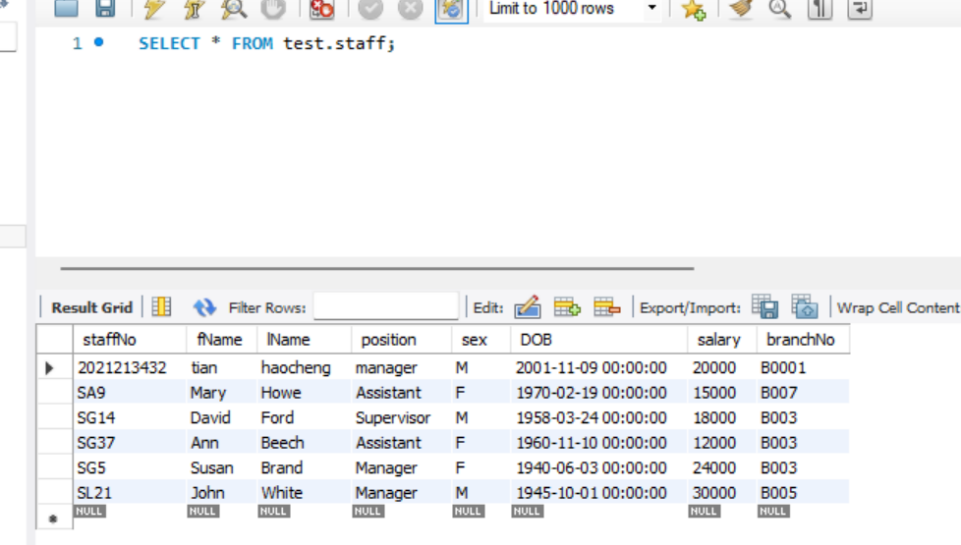 Limit to 1000 rows
1 SELECT * FROM test.staff;
Result Grid Filter Rows: Edit: Export/Import: Wrap Cell Content
staffNo fName lName position sex DOB salary branchNo
2021213432 tian haocheng manager M 2001-11-09 00:00:00 20000 B0001
SA9 Mary Howe Assistant F 1970-02-19 00:00:00 15000 B007
SG14 David Ford Supervisor M 1958-03-24 00:00:00 18000 B003
SG37 Ann Beech Assistant F 1960-11-10 00:00:00 12000 B003
SG5 Susan Brand Manager F 1940-06-03 00:00:00 24000 B003
SL21 John White Manager M 1945-10-01 00:00:00 30000 B005
NULL NULL NULL NULL NULL NULL NULL NULL